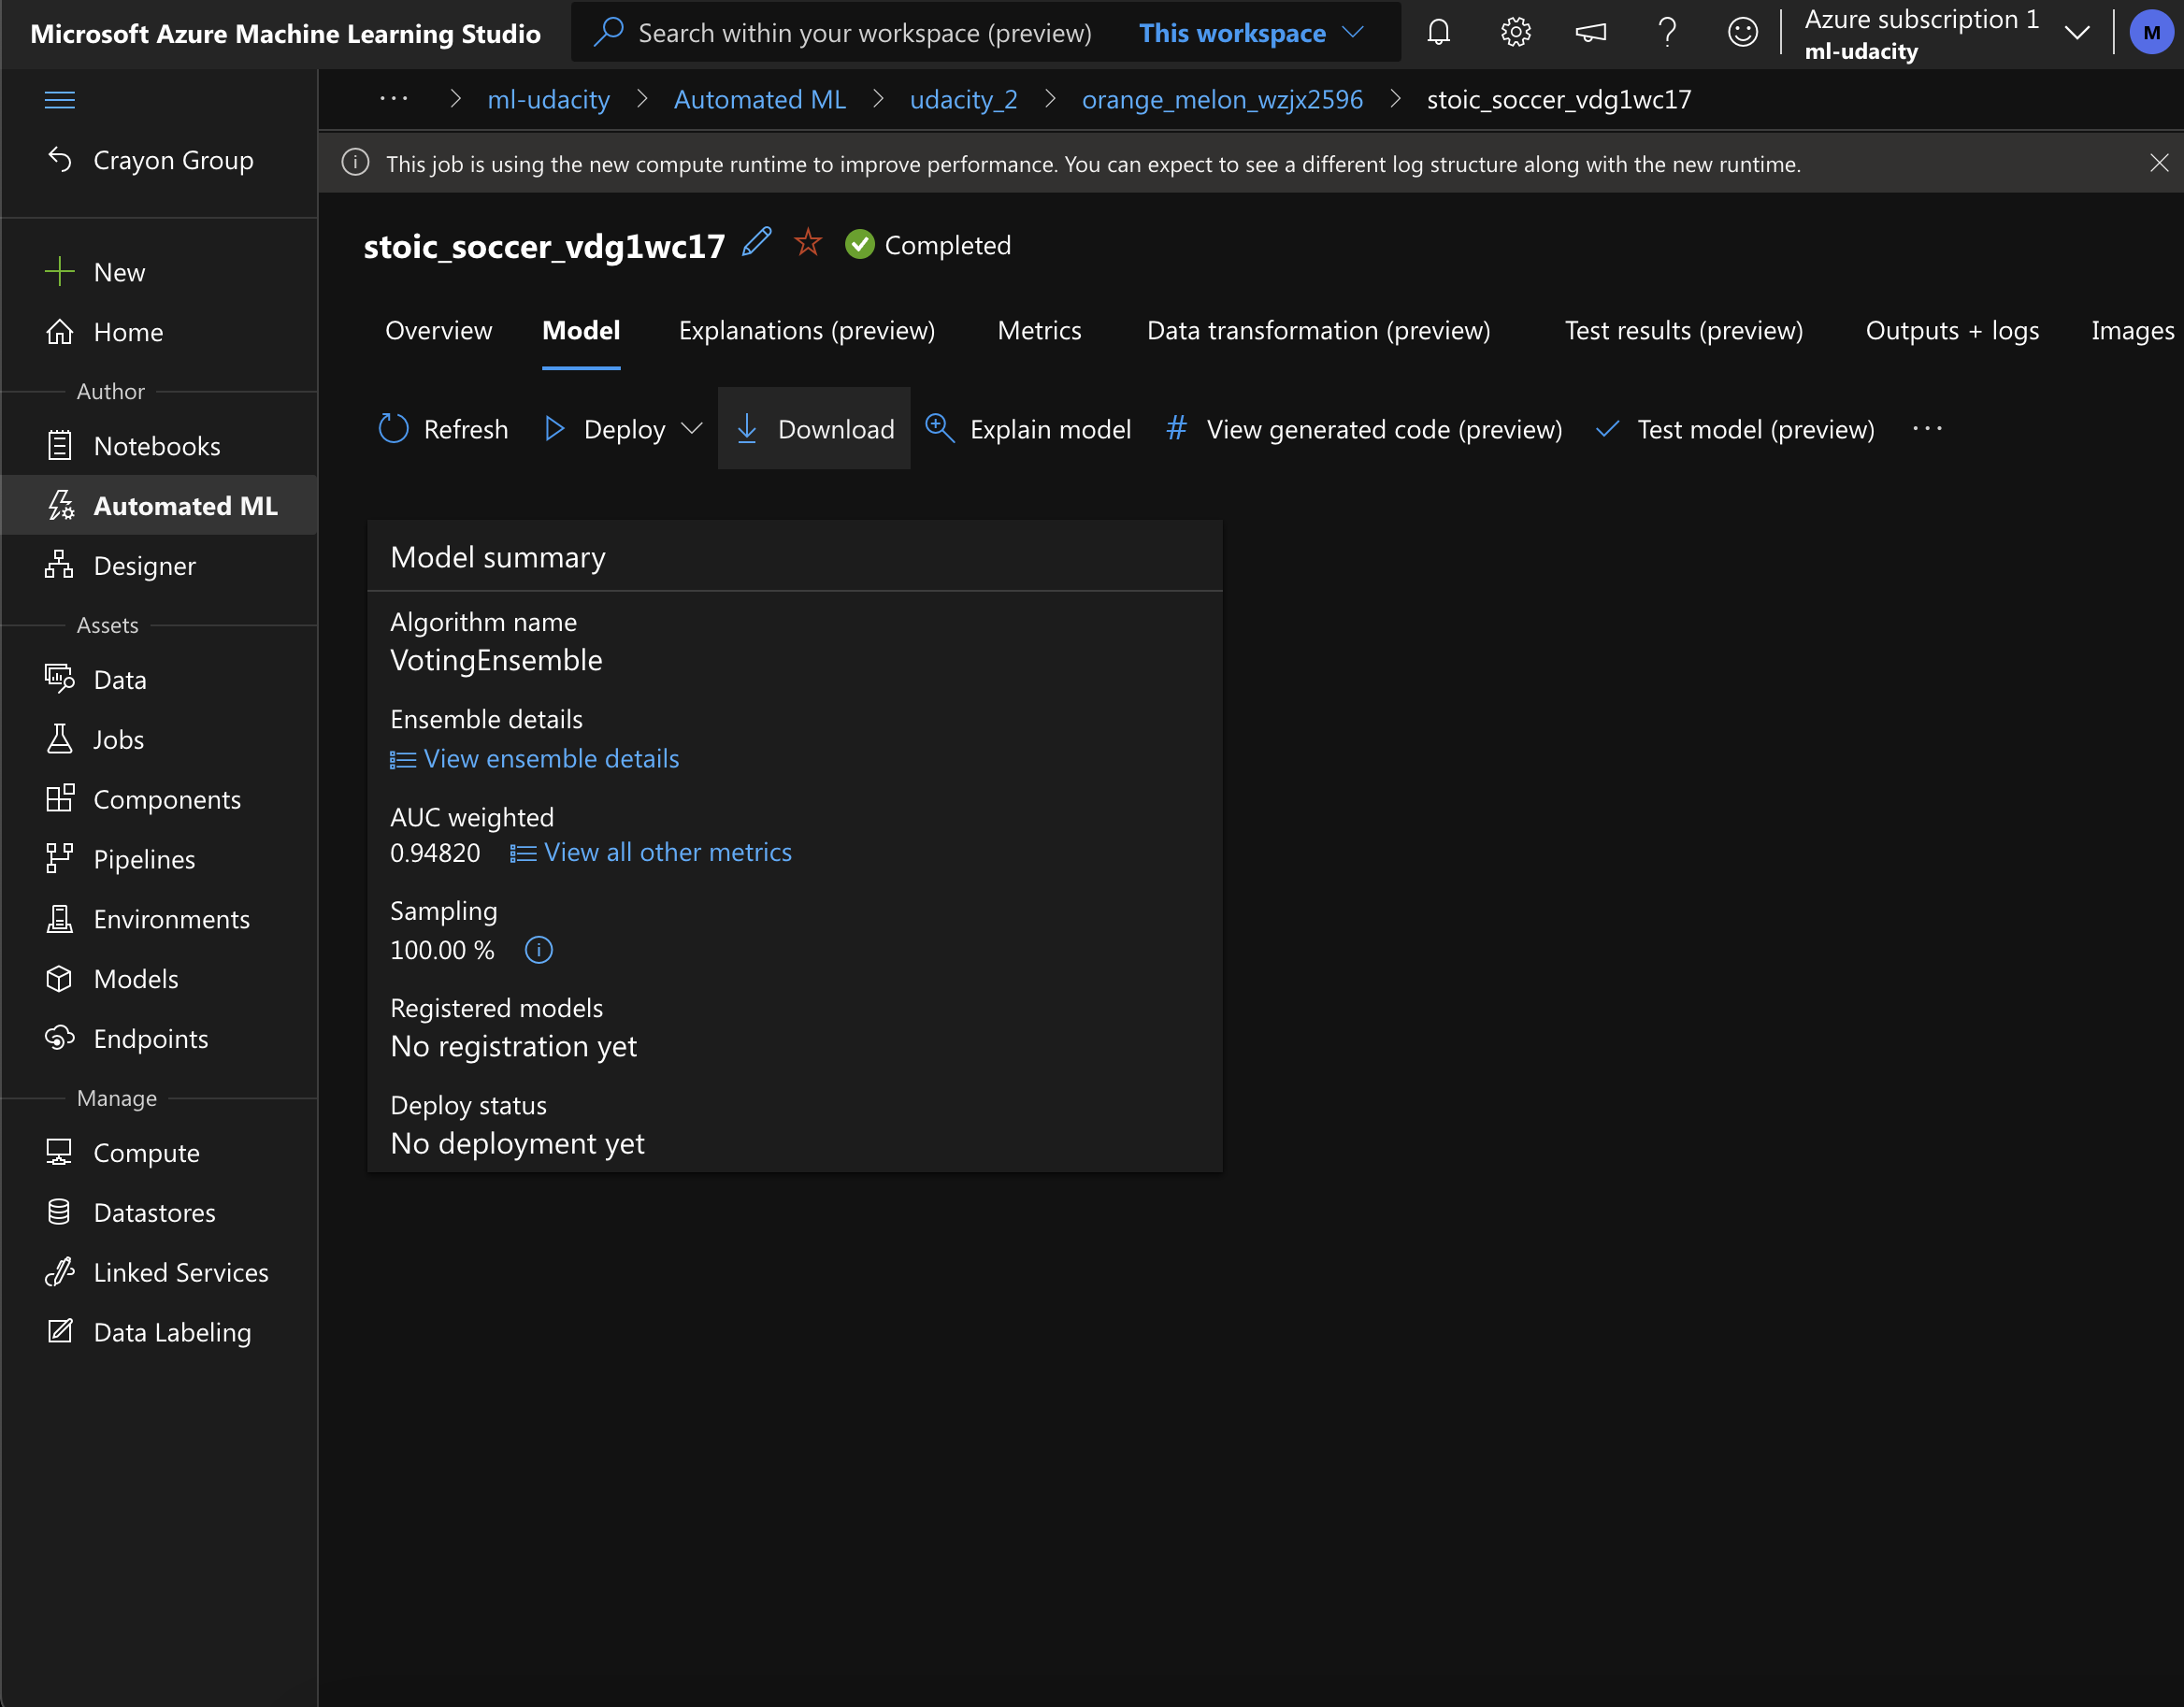 Microsoft Azure Machine Learning Studio
Search within your workspace (preview)
This workspace
Azure subscription 1
ml-udacity
M
··· > ml-udacity > Automated ML > udacity_2 > orange_melon_wzjx2596 > stoic_soccer_vdg1wc17
This job is using the new compute runtime to improve performance. You can expect to see a different log structure along with the new runtime.
Crayon Group
New
Home
Author
Notebooks
Automated ML
Designer
Assets
Data
Jobs
Components
Pipelines
Environments
Models
Endpoints
Manage
Compute
Datastores
Linked Services
Data Labeling
stoic_soccer_vdg1wc17
Completed
Overview
Model
Explanations (preview)
Metrics
Data transformation (preview)
Test results (preview)
Outputs + logs
Images
Refresh
Deploy
Download
Explain model
# View generated code (preview)
Test model (preview)
···
Model summary
Algorithm name
VotingEnsemble
Ensemble details
View ensemble details
AUC weighted
0.94820 View all other metrics
Sampling
100.00 %
Registered models
No registration yet
Deploy status
No deployment yet